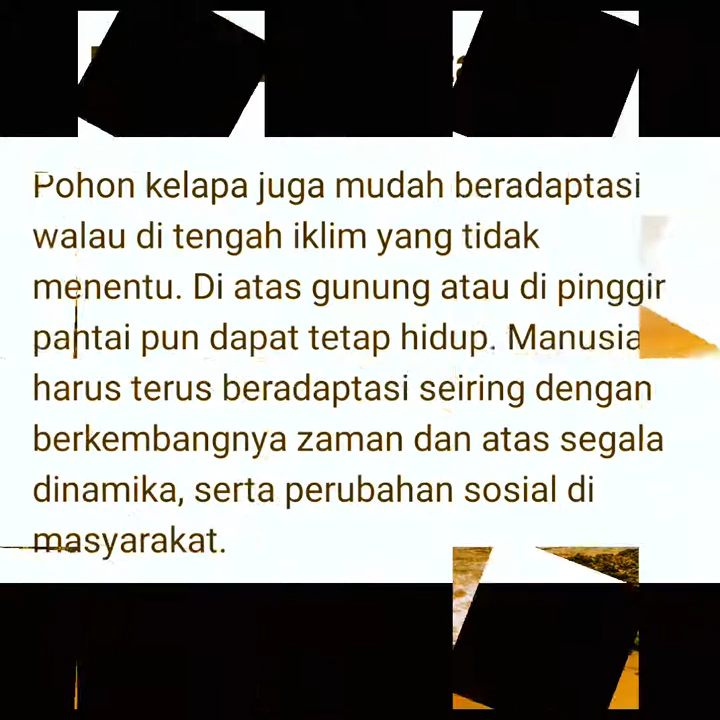 Pohon kelapa juga mudah beradaptasi
walau di tengah iklim yang tidak
menentu. Di atas gunung atau di pinggir
pantai pun dapat tetap hidup. Manusia
harus terus beradaptasi seiring dengan
berkembangnya zaman dan atas segala
dinamika, serta perubahan sosial di
masyarakat.